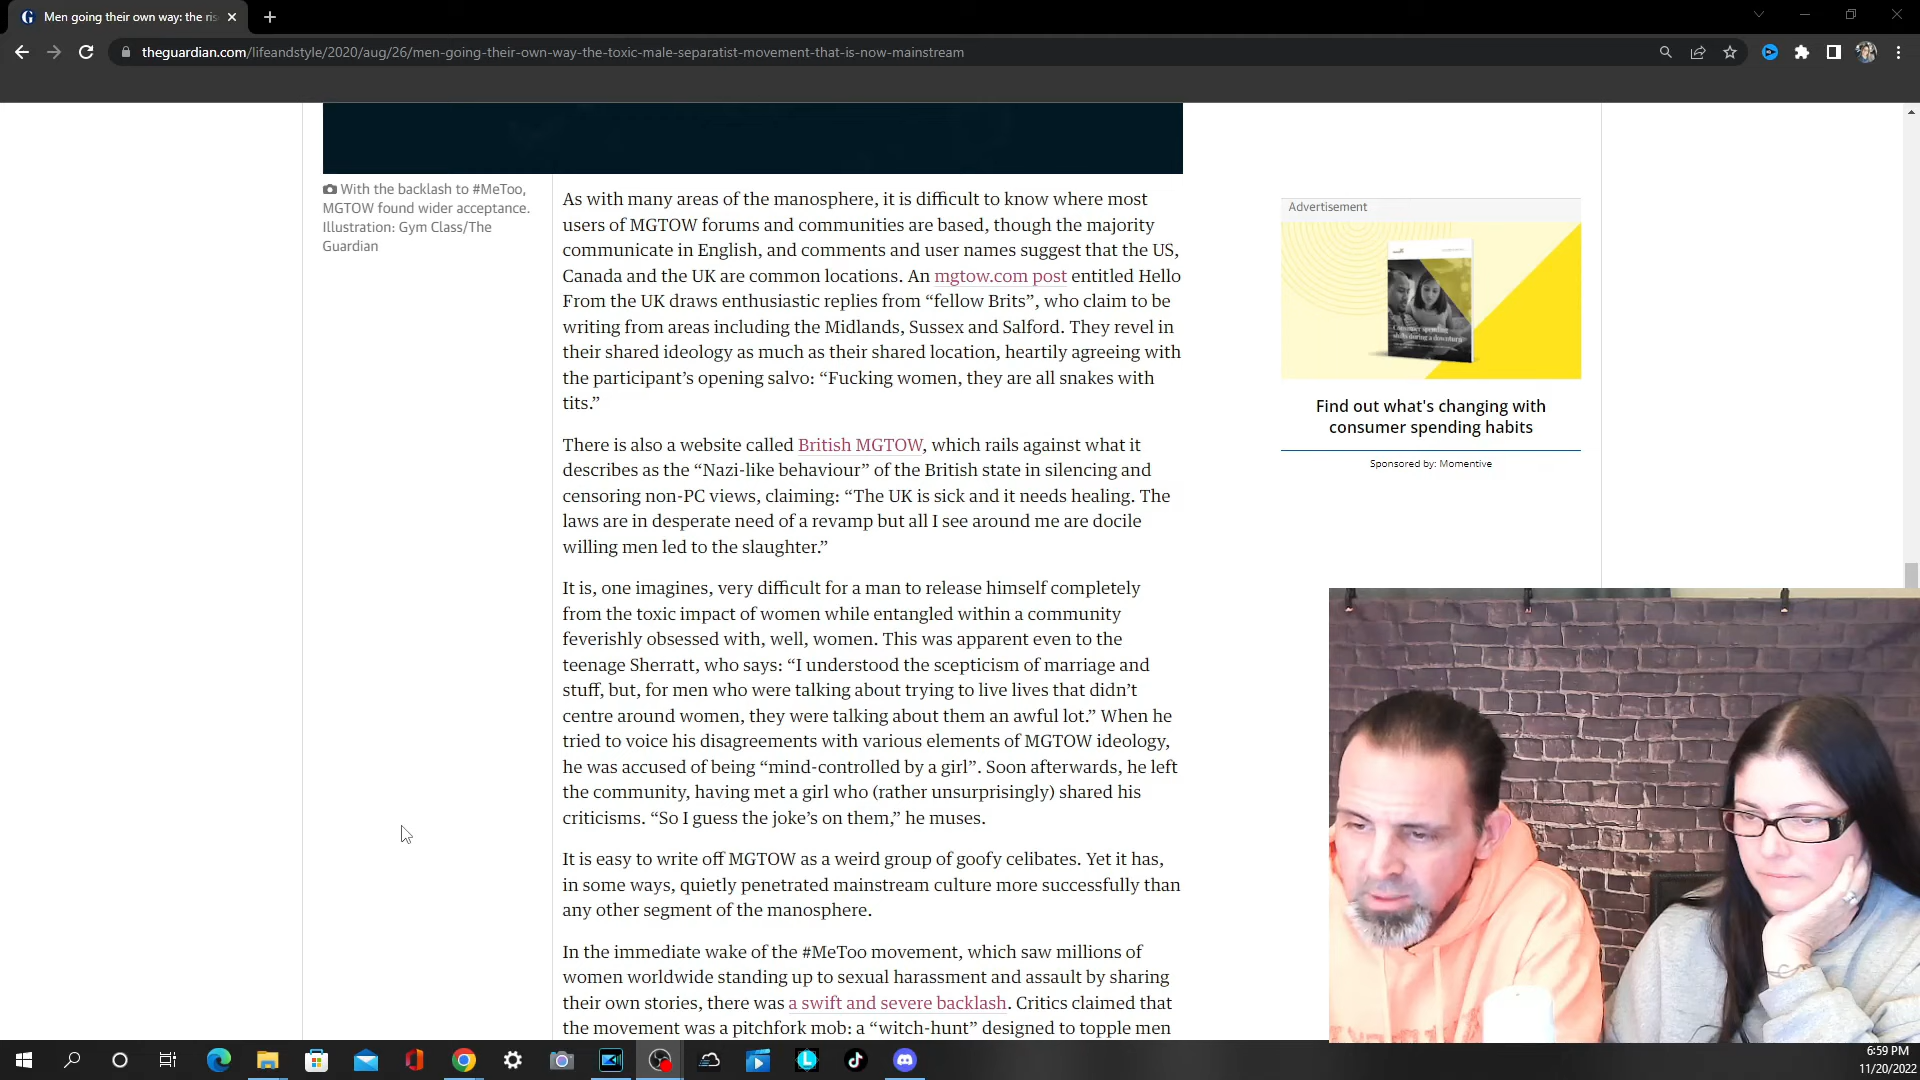 Men going their own way: the ris
theguardian.com/lifeandstyle/2020/aug/26/men-going-their-own-way-the-toxic-male-separatist-movement-that-is-now-mainstream
With the backlash to #MeToo,
MGTOW found wider acceptance.
Illustration: Gym Class/The
Guardian
As with many areas of the manosphere, it is difficult to know where most
users of MGTOW forums and communities are based, though the majority
communicate in English, and comments and user names suggest that the US,
Canada and the UK are common locations. An mgtow.com post entitled Hello
From the UK draws enthusiastic replies from “fellow Brits”, who claim to be
writing from areas including the Midlands, Sussex and Salford. They revel in
their shared ideology as much as their shared location, heartily agreeing with
the participant’s opening salvo: “Fucking women, they are all snakes with
tits.”
There is also a website called British MGTOW, which rails against what it
describes as the “Nazi-like behaviour” of the British state in silencing and
censoring non-PC views, claiming: “The UK is sick and it needs healing. The
laws are in desperate need of a revamp but all I see around me are docile
willing men led to the slaughter.”
It is, one imagines, very difficult for a man to release himself completely
from the toxic impact of women while entangled within a community
feverishly obsessed with, well, women. This was apparent even to the
teenage Sherratt, who says: “I understood the scepticism of marriage and
stuff, but, for men who were talking about trying to live lives that didn’t
centre around women, they were talking about them an awful lot.” When he
tried to voice his disagreements with various elements of MGTOW ideology,
he was accused of being “mind-controlled by a girl”. Soon afterwards, he left
the community, having met a girl who (rather unsurprisingly) shared his
criticisms. “So I guess the joke’s on them,” he muses.
It is easy to write off MGTOW as a weird group of goofy celibates. Yet it has,
in some ways, quietly penetrated mainstream culture more successfully than
any other segment of the manosphere.
In the immediate wake of the #MeToo movement, which saw millions of
women worldwide standing up to sexual harassment and assault by sharing
their own stories, there was a swift and severe backlash. Critics claimed that
the movement was a pitchfork mob: a “witch-hunt” designed to topple men
Advertisement
Consumer spending
shifts during a downturn
Find out what's changing with
consumer spending habits
Sponsored by: Momentive
6:59 PM
11/20/2022